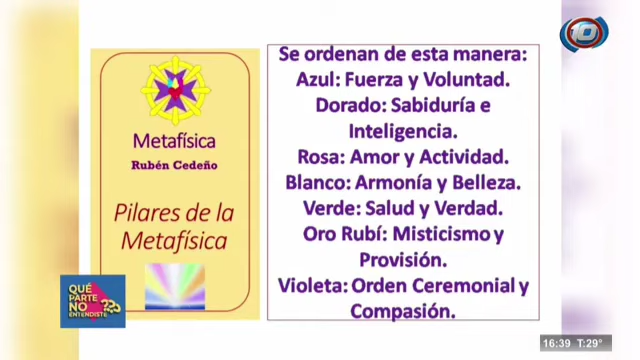 Se ordenan de esta manera:
Azul: Fuerza y Voluntad.
Dorado: Sabiduría e
Inteligencia.
Rosa: Amor y Actividad.
Blanco: Armonía y Belleza.
Verde: Salud y Verdad.
Oro Rubí: Misticismo y
Provisión.
Violeta: Orden Ceremonial y
Compasión.
Metafísica
Rubén Cedeño
Pilares de la
Metafísica
QUÉ
PARTE
NO
ENTENDISTE
???
10
16:39 T:29°